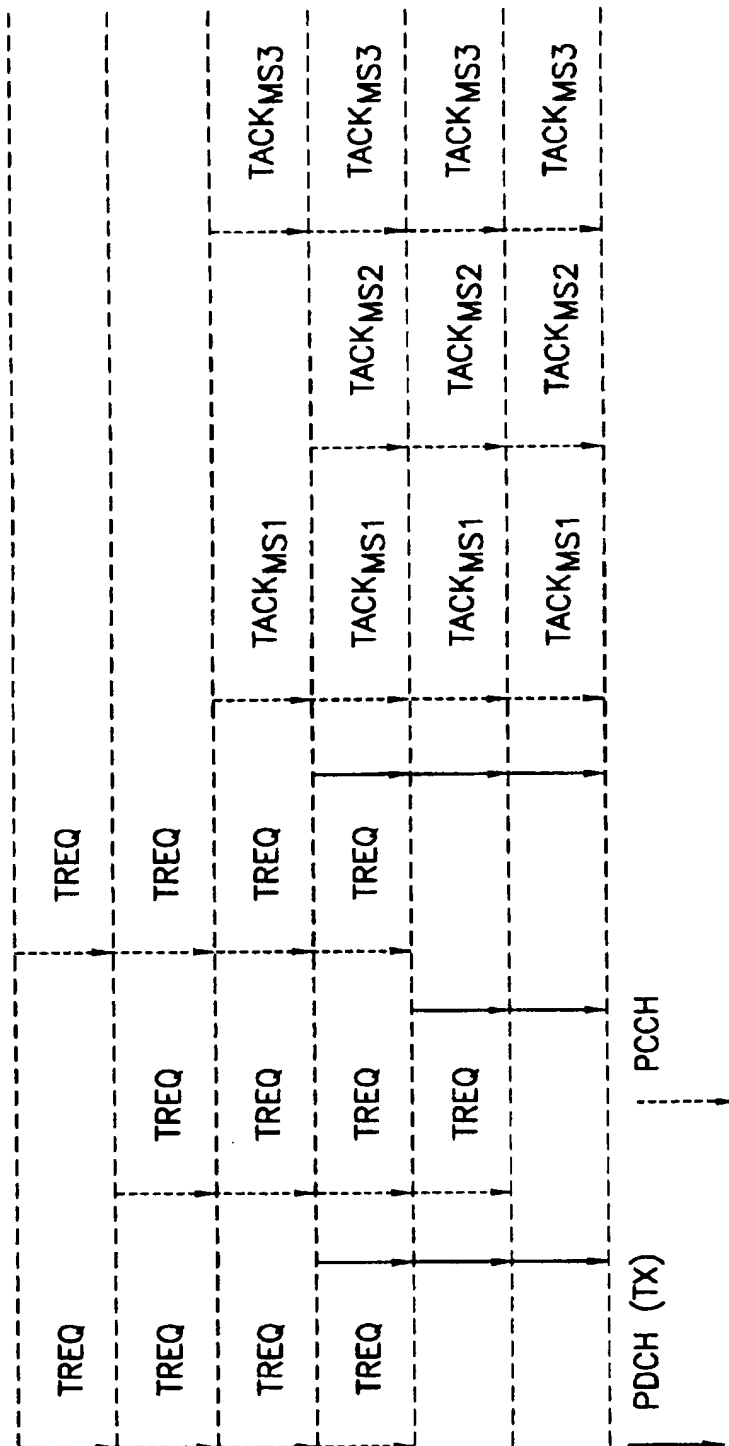 TREQ TREQ
TREQ TREQ TREQ
TREQ TREQ TREQ TACKMS1 TACKMS3
TREQ TREQ TREQ TACKMS1 TACKMS2 TACKMS3
TREQ TACKMS1 TACKMS2 TACKMS3
TACKMS1 TACKMS2 TACKMS3
PDCH (TX) PCCH